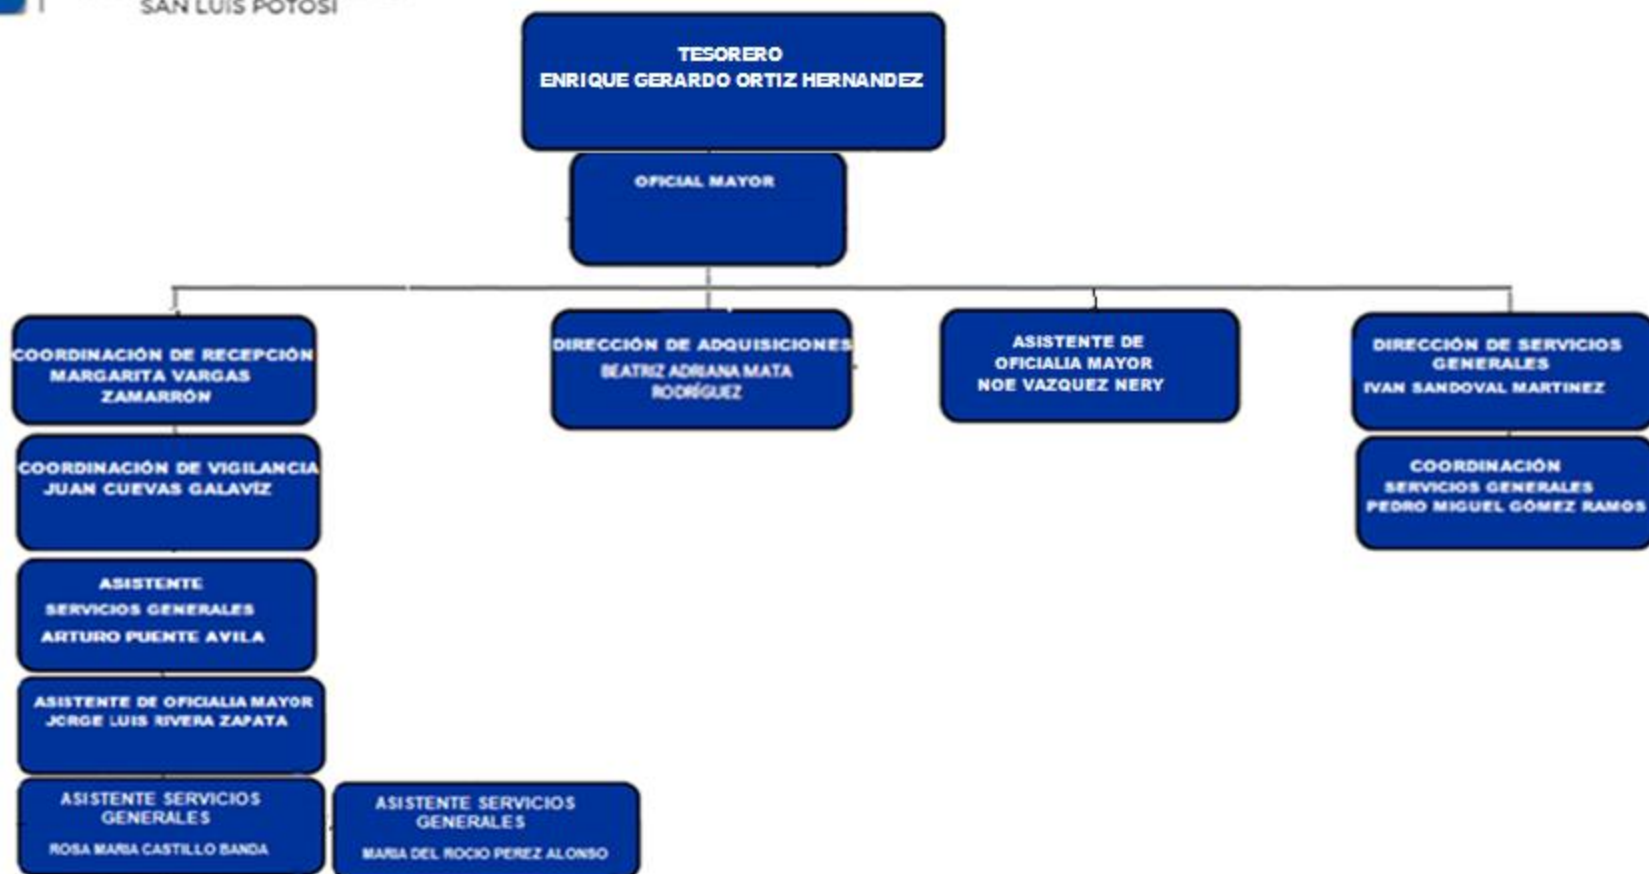 SAN LUIS POTOSÍ
TESORERO
ENRIQUE GERARDO ORTIZ HERNANDEZ
OFICIAL MAYOR
COORDINACIÓN DE RECEPCIÓN
MARGARITA VARGAS
ZAMARRÓN
DIRECCIÓN DE ADQUISICIONES
BEATRIZ ADRIANA MATA
RODRÍGUEZ
ASISTENTE DE
OFICIALIA MAYOR
NOE VAZQUEZ NERY
DIRECCIÓN DE SERVICIOS
GENERALES
IVAN SANDOVAL MARTINEZ
COORDINACIÓN DE VIGILANCIA
JUAN CUEVAS GALAVÍZ
COORDINACIÓN
SERVICIOS GENERALES
PEDRO MIGUEL GÓMEZ RAMOS
ASISTENTE
SERVICIOS GENERALES
ARTURO PUENTE AVILA
ASISTENTE DE OFICIALIA MAYOR
JORGE LUIS RIVERA ZAPATA
ASISTENTE SERVICIOS
GENERALES
ROSA MARIA CASTILLO BANDA
ASISTENTE SERVICIOS
GENERALES
MARIA DEL ROCIO PEREZ ALONSO